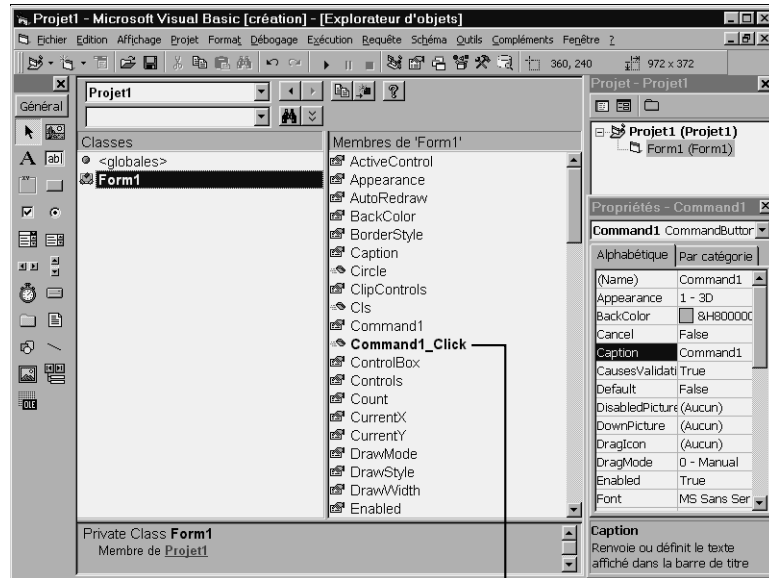 Projet1 - Microsoft Visual Basic [création] - [Explorateur d'objets]
Fichier Edition Affichage Projet Format Débogage Exécution Requête Schéma Outils Compléments Fenêtre ?
360, 240 972 x 372
Général
A ab|
OLE
Projet1
Classes
<globales>
Form1
Membres de 'Form1'
ActiveControl
Appearance
AutoRedraw
BackColor
BorderStyle
Caption
Circle
ClipControls
Cls
Command1
Command1_Click
ControlBox
Controls
Count
CurrentX
CurrentY
DrawMode
DrawStyle
DrawWidth
Enabled
Private Class Form1
Membre de Projet1
Projet - Projet1
Projet1 (Projet1)
Form1 (Form1)
Propriétés - Command1
Command1 CommandButtor
Alphabétique Par catégorie
(Name) Command1
Appearance 1 - 3D
BackColor &H800000
Cancel False
Caption Command1
CausesValidati True
Default False
DisabledPicture (Aucun)
DownPicture (Aucun)
DragIcon (Aucun)
DragMode 0 - Manual
Enabled True
Font MS Sans Ser
Caption
Renvoie ou définit le texte
affiché dans la barre de titre